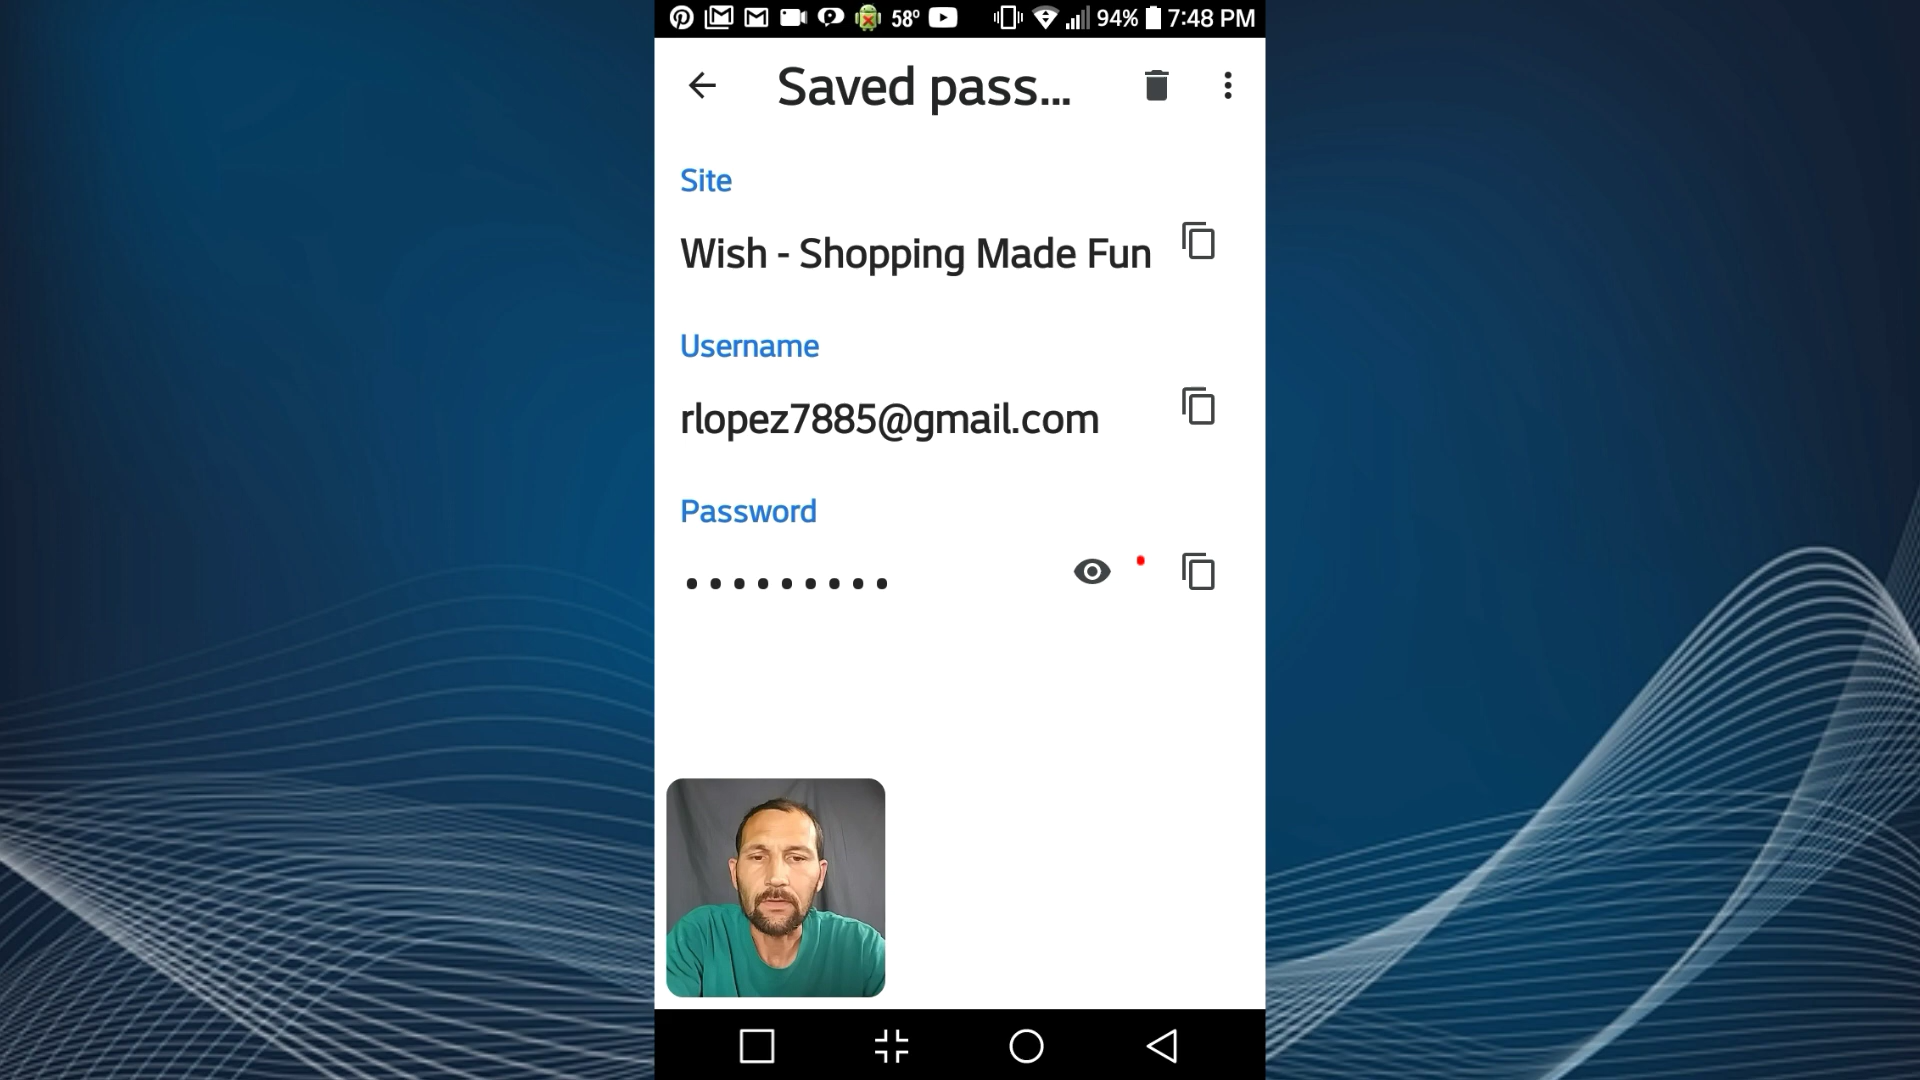 58° 94% 7:48 PM
Saved pass...
Site
Wish - Shopping Made Fun
Username
rlopez7885@gmail.com
Password
•••••••••